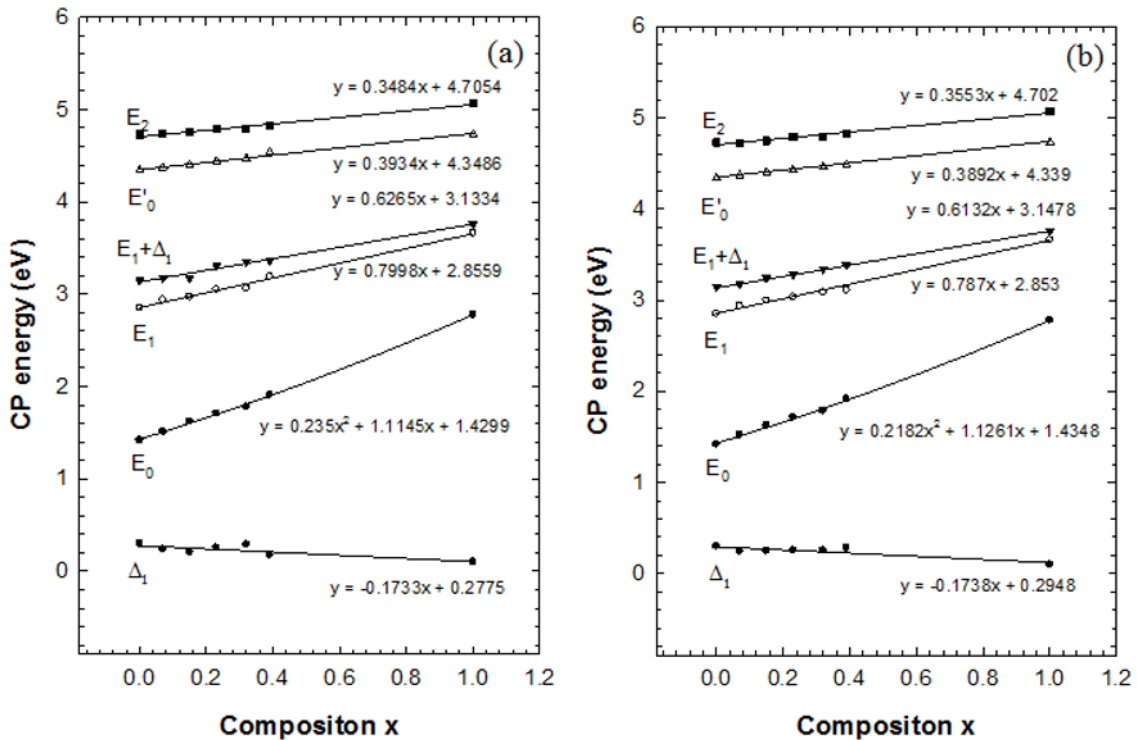 (a)
6
5
4
3
2
1
0
CP energy (eV)
y = 0.3484x + 4.7054
E2
y = 0.3934x + 4.3486
E'0
y = 0.6265x + 3.1334
E1+Δ1
y = 0.7998x + 2.8559
E1
y = 0.235x² + 1.1145x + 1.4299
E0
Δ1
y = -0.1733x + 0.2775
0.0 0.2 0.4 0.6 0.8 1.0 1.2
Compositon x
(b)
6
5
4
3
2
1
0
CP energy (eV)
y = 0.3553x + 4.702
E2
y = 0.3892x + 4.339
E'0
y = 0.6132x + 3.1478
E1+Δ1
y = 0.787x + 2.853
E1
y = 0.2182x² + 1.1261x + 1.4348
E0
Δ1
y = -0.1738x + 0.2948
0.0 0.2 0.4 0.6 0.8 1.0 1.2
Compositon x